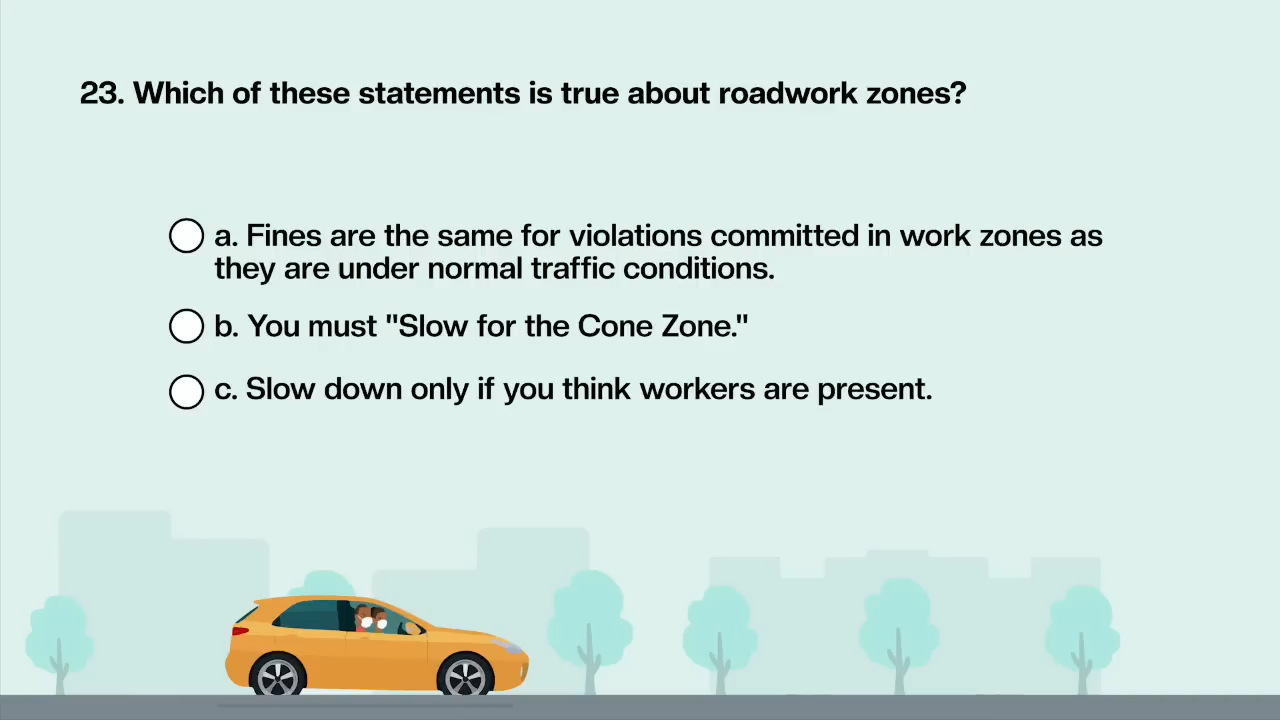 23. Which of these statements is true about roadwork zones?
a. Fines are the same for violations committed in work zones as
they are under normal traffic conditions.
b. You must "Slow for the Cone Zone."
c. Slow down only if you think workers are present.